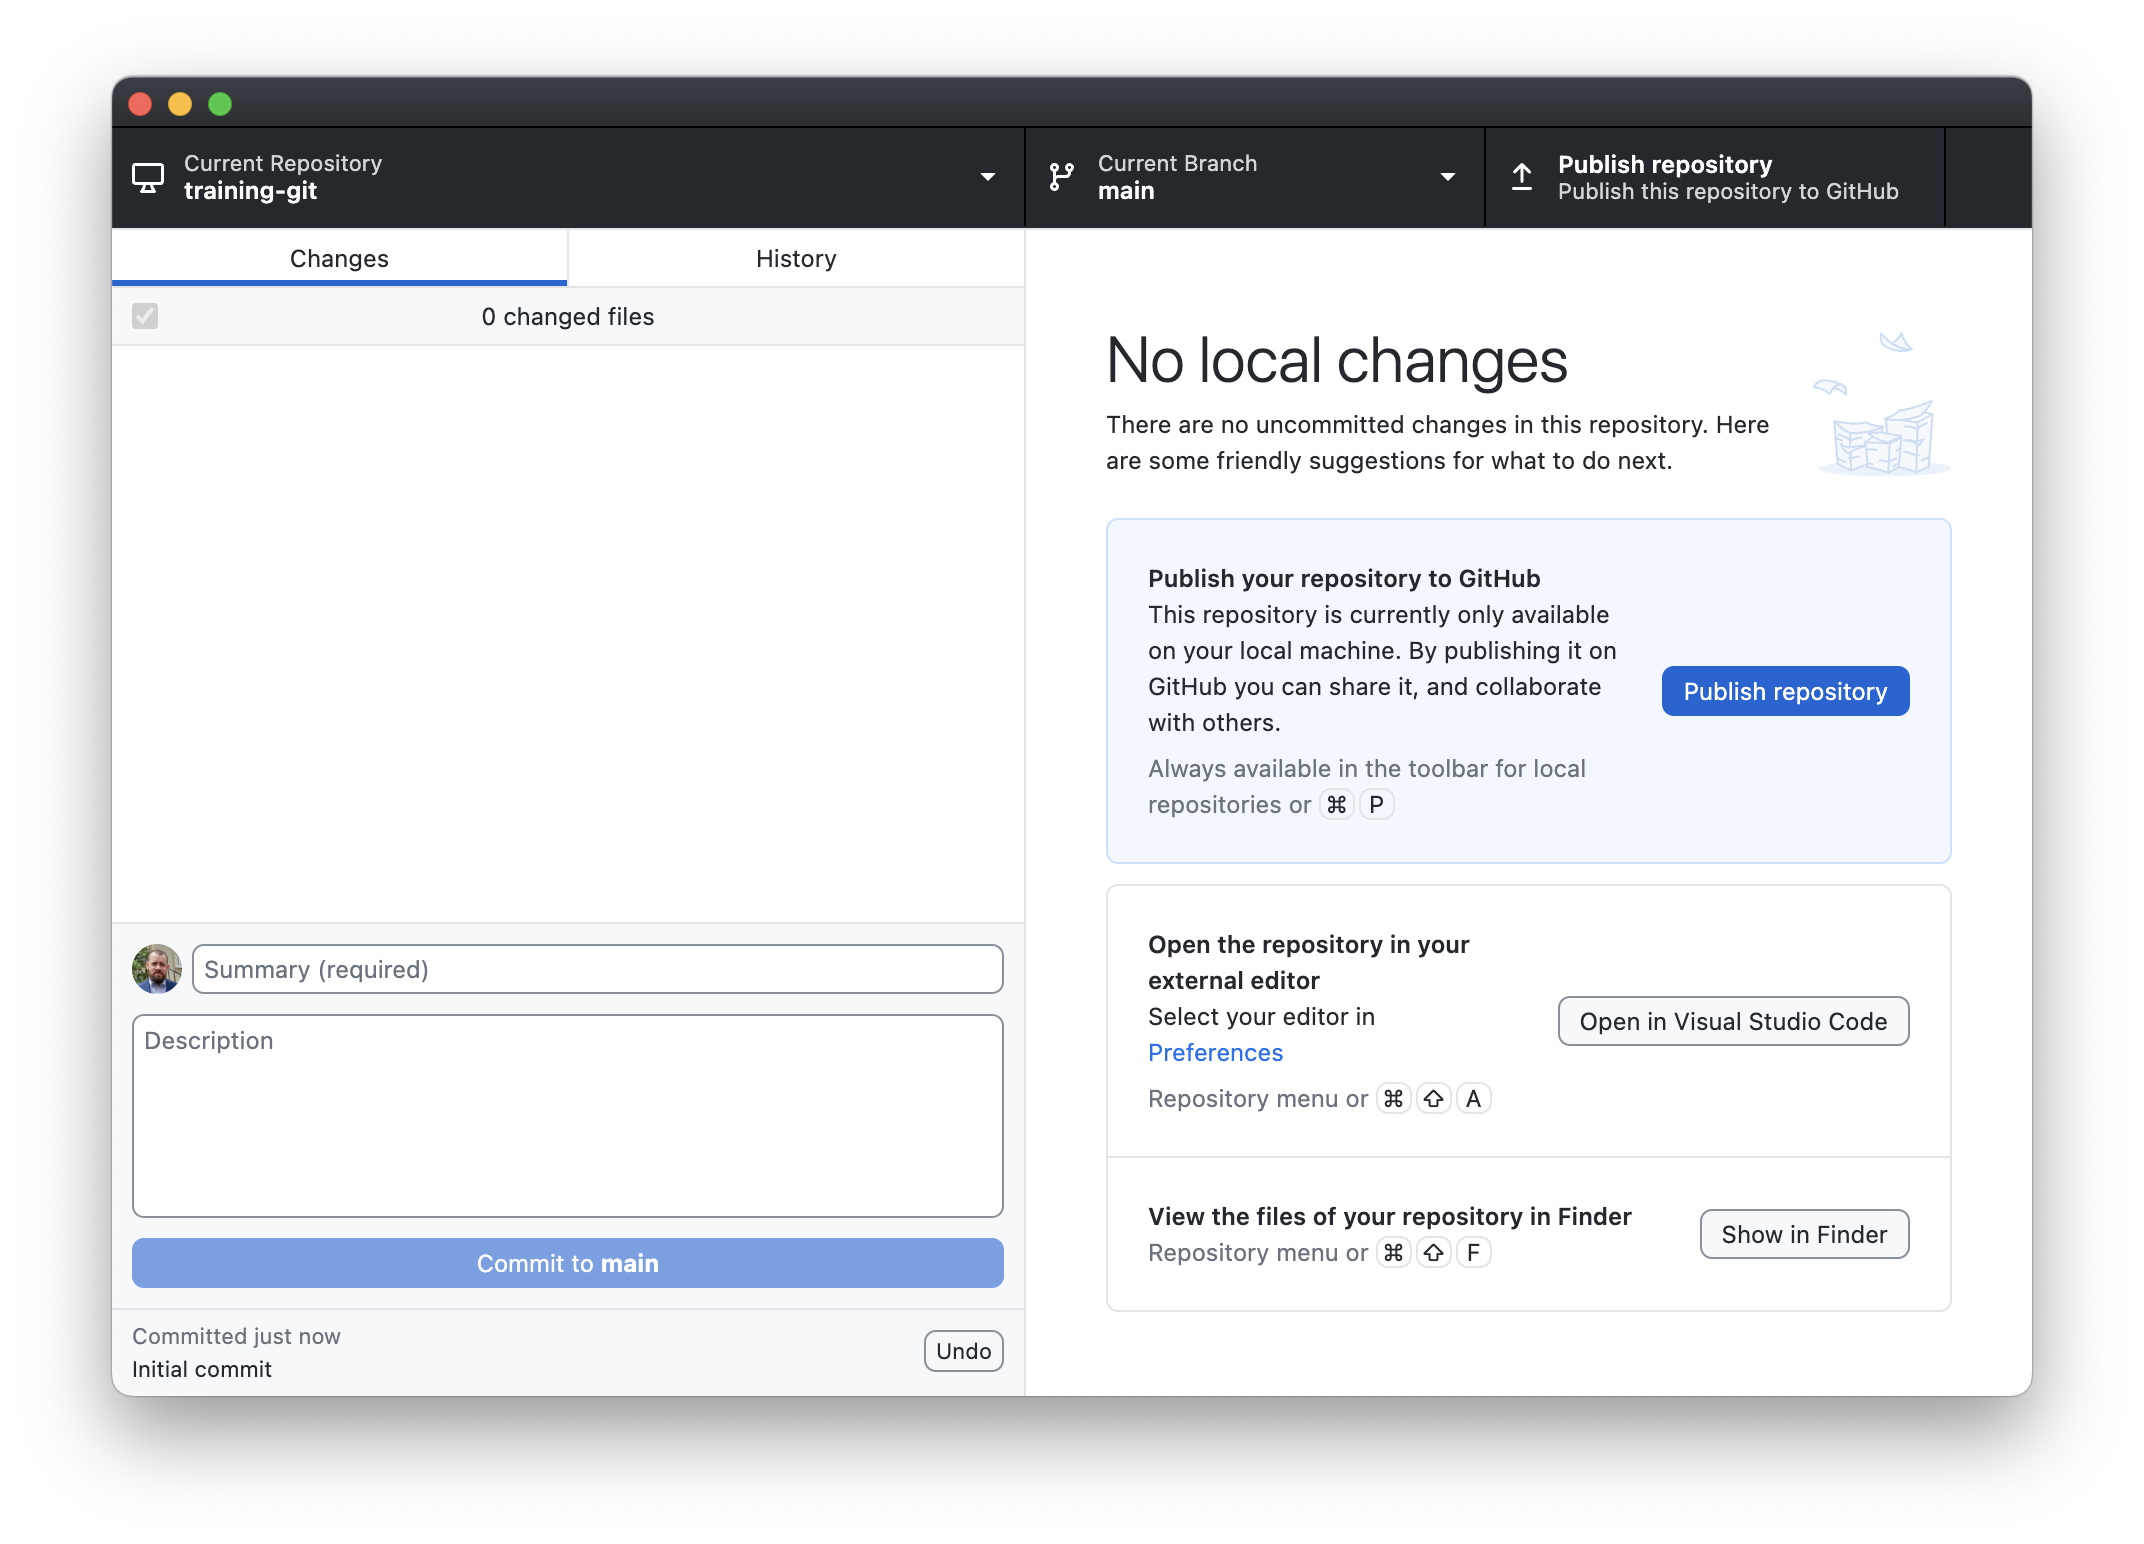 Current Repository
training-git
Current Branch
main
Publish repository
Publish this repository to GitHub
Changes
History
0 changed files
No local changes
There are no uncommitted changes in this repository. Here
are some friendly suggestions for what to do next.
Publish your repository to GitHub
This repository is currently only available
on your local machine. By publishing it on
GitHub you can share it, and collaborate
with others.
Publish repository
Always available in the toolbar for local
repositories or ⌘ P
Open the repository in your
external editor
Select your editor in
Preferences
Open in Visual Studio Code
Repository menu or ⌘ ⇧ A
View the files of your repository in Finder
Repository menu or ⌘ ⇧ F
Show in Finder
Summary (required)
Description
Commit to main
Committed just now
Initial commit
Undo